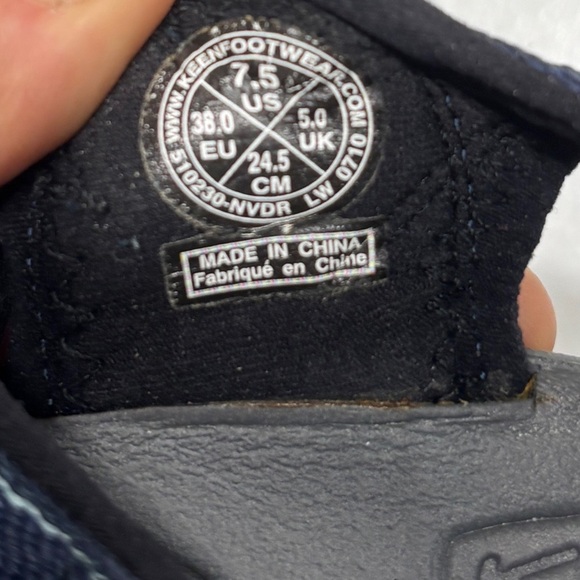 WWW.KEENFOOTWEAR.COM
7.5
US
38.0
EU
5.0
UK
24.5
CM
510230-NVDR LW 0710
MADE IN CHINA
Fabriqué en Chine